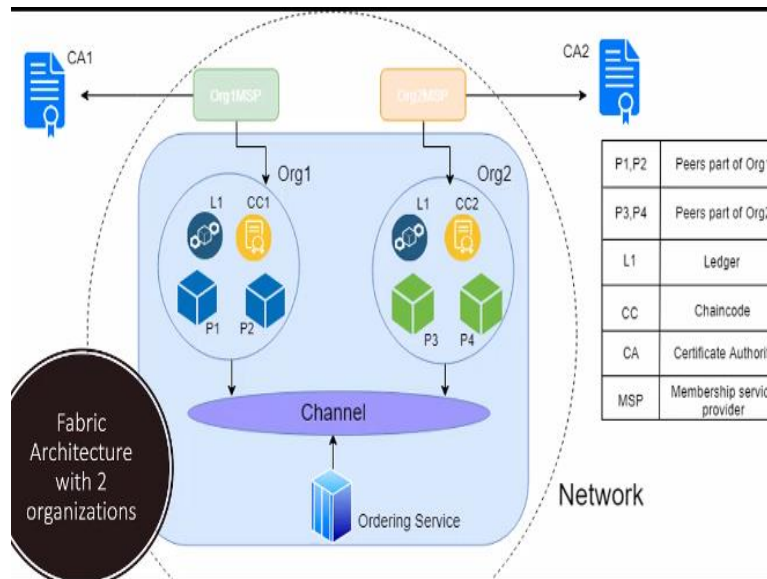 CA1
CA2
Org1MSP
Org2MSP
Org1
Org2
L1
CC1
L1
CC2
P1
P2
P3
P4
Channel
Ordering Service
Network
Fabric
Architecture
with 2
organizations
P1,P2
Peers part of Org1
P3,P4
Peers part of Org2
L1
Ledger
CC
Chaincode
CA
Certificate Authorit
MSP
Membership servic
provider